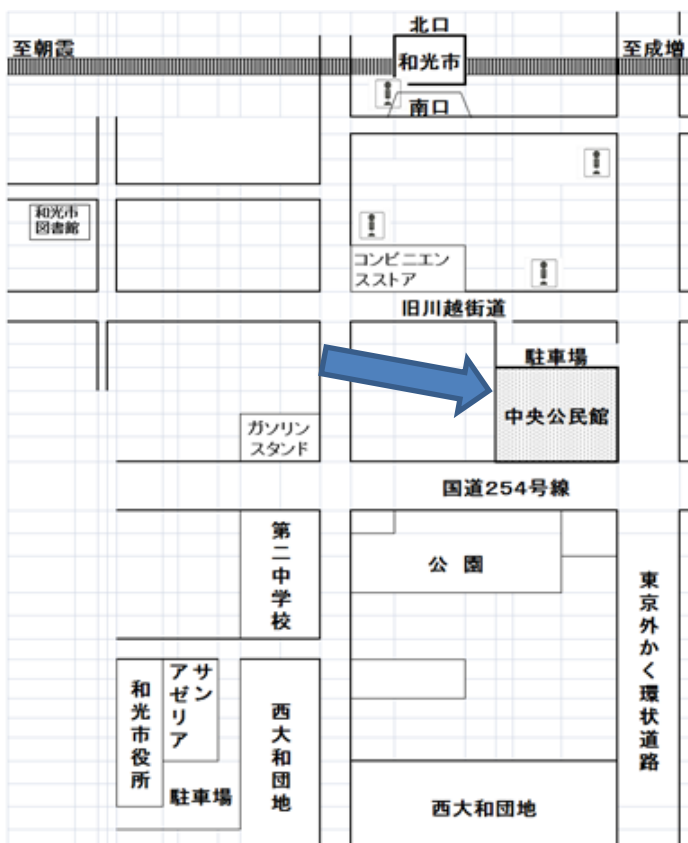 北口
至朝霞
和光市
至成増
南口
和光市
図書館
コンビニエン
スストア
旧川越街道
駐車場
中央公民館
ガソリン
スタンド
国道254号線
第二中学校
公園
東京外かく環状道路
和光市役所
サン
アゼリア
西大和団地
駐車場
西大和団地